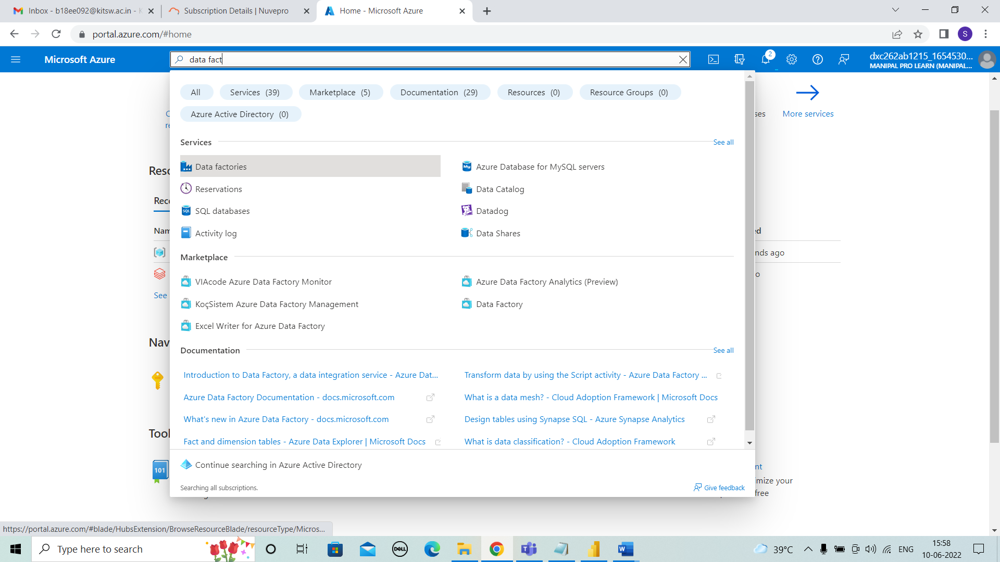 Inbox - b18ee092@kitsw.ac.in - K
Subscription Details | Nuvepro
Home - Microsoft Azure
portal.azure.com/#home
S
Microsoft Azure
data fact
2
dxc262ab1215_1654530...
MANIPAL PRO LEARN (MANIPAL...
All
Services (39)
Marketplace (5)
Documentation (29)
Resources (0)
Resource Groups (0)
Azure Active Directory (0)
More services
Services
See all
Data factories
Azure Database for MySQL servers
Reservations
Data Catalog
SQL databases
Datadog
Activity log
Data Shares
nds ago
Marketplace
VIAcode Azure Data Factory Monitor
Azure Data Factory Analytics (Preview)
KoçSistem Azure Data Factory Management
Data Factory
Excel Writer for Azure Data Factory
See
Nav
Documentation
See all
Introduction to Data Factory, a data integration service - Azure Dat...
Transform data by using the Script activity - Azure Data Factory ...
Azure Data Factory Documentation - docs.microsoft.com
What is a data mesh? - Cloud Adoption Framework | Microsoft Docs
What's new in Azure Data Factory - docs.microsoft.com
Design tables using Synapse SQL - Azure Synapse Analytics
Fact and dimension tables - Azure Data Explorer | Microsoft Docs
What is data classification? - Cloud Adoption Framework
101
Continue searching in Azure Active Directory
Searching all subscriptions.
Give feedback
nt
imize your
free
https://portal.azure.com/#blade/HubsExtension/BrowseResourceBlade/resourceType/Micros...
Type here to search
DELL
39°C
ENG
15:58
10-06-2022